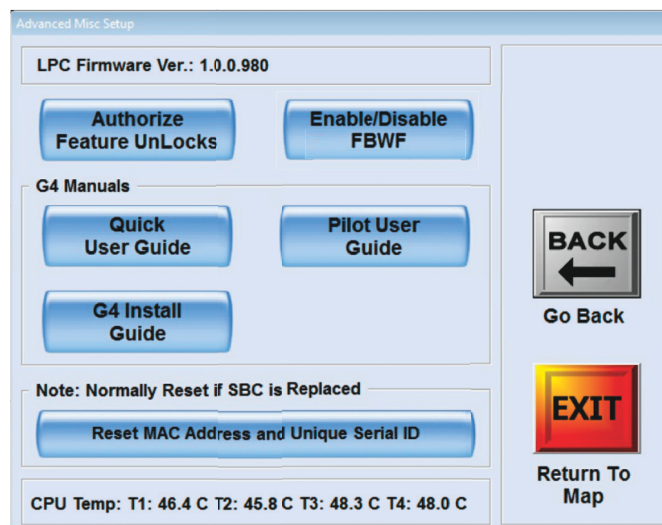 Advanced Misc Setup
LPC Firmware Ver.: 1.0.0.980
Authorize
Feature UnLocks
Enable/Disable
FBWF
G4 Manuals
Quick
User Guide
Pilot User
Guide
G4 Install
Guide
Note: Normally Reset if SBC is Replaced
Reset MAC Address and Unique Serial ID
CPU Temp: T1: 46.4 C T2: 45.8 C T3: 48.3 C T4: 48.0 C
BACK
Go Back
EXIT
Return To
Map